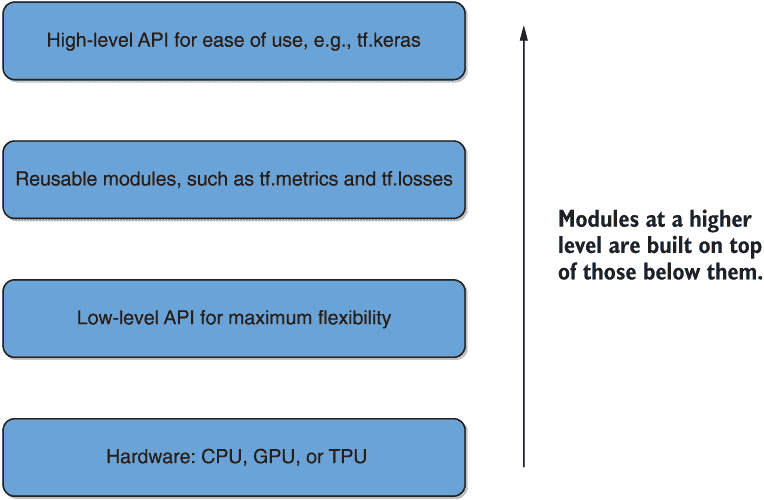 High-level API for ease of use, e.g., tf.keras
Reusable modules, such as tf.metrics and tf.losses
Modules at a higher
level are built on top
of those below them.
Low-level API for maximum flexibility
Hardware: CPU, GPU, or TPU